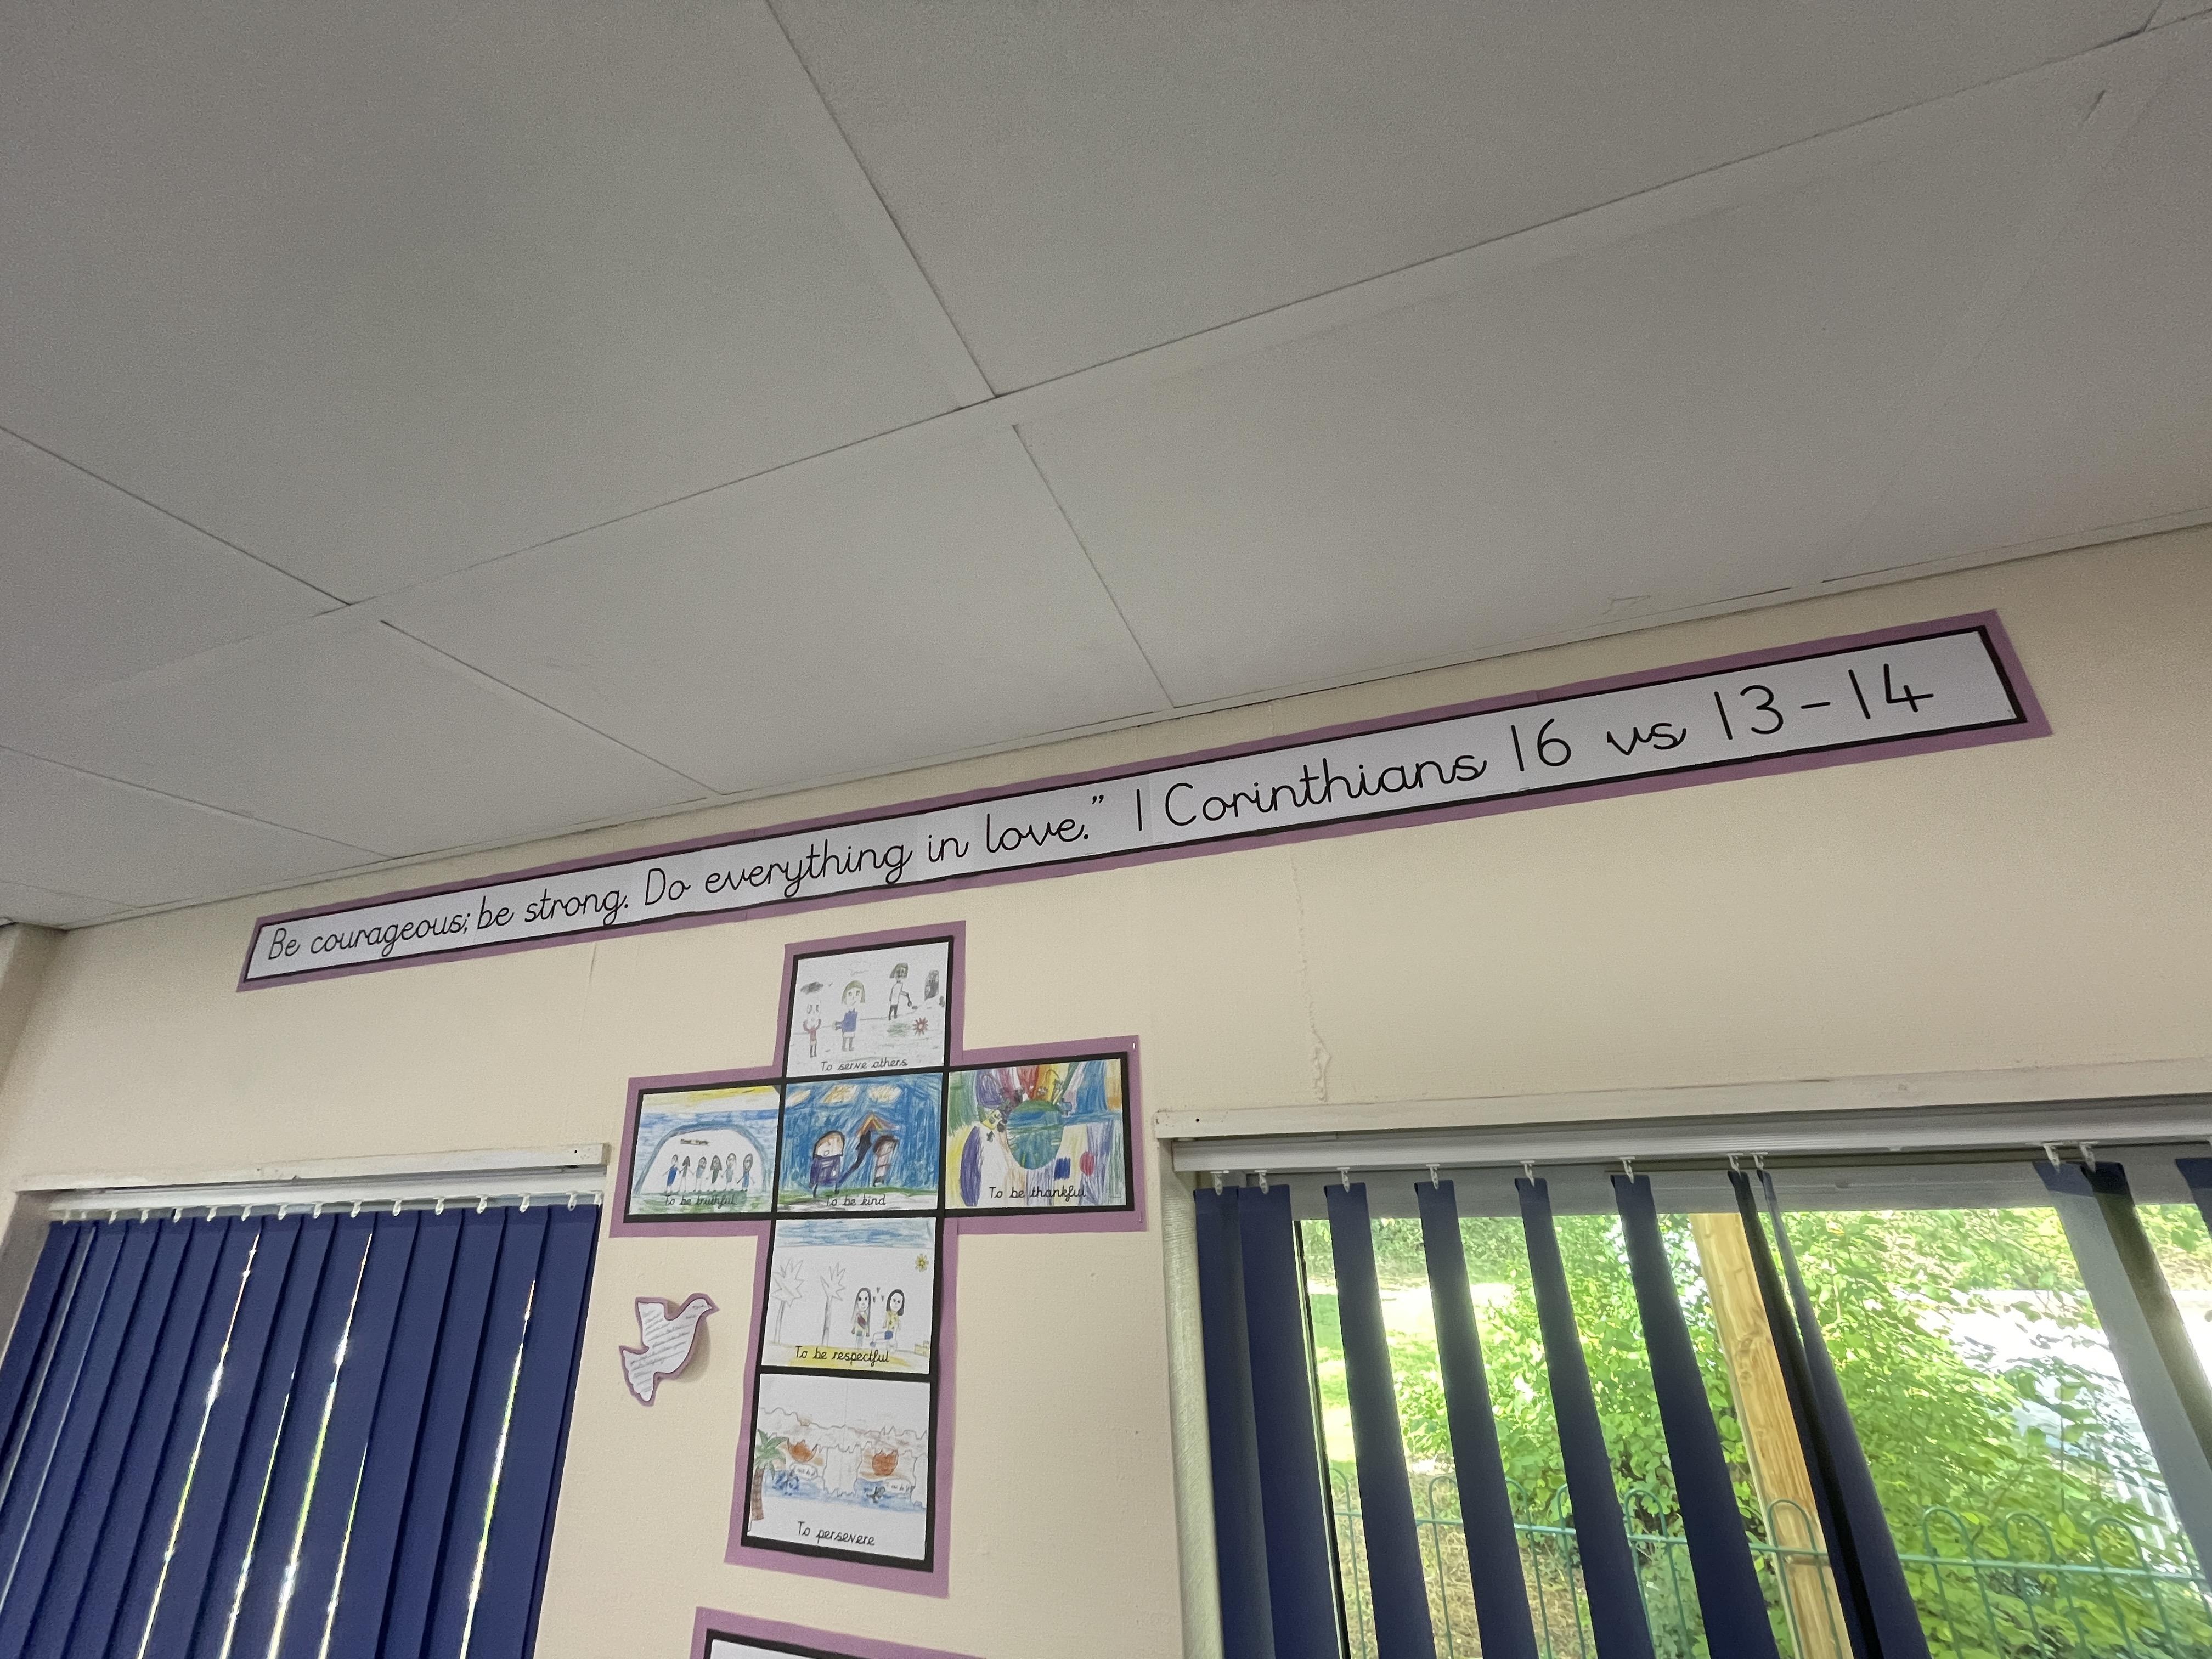 Be courageous; be strong. Do everything in love.” 1 Corinthians 16 vs 13-14
To serve others
To be truthful
To be kind
To be thankful
To be respectful
To persevere